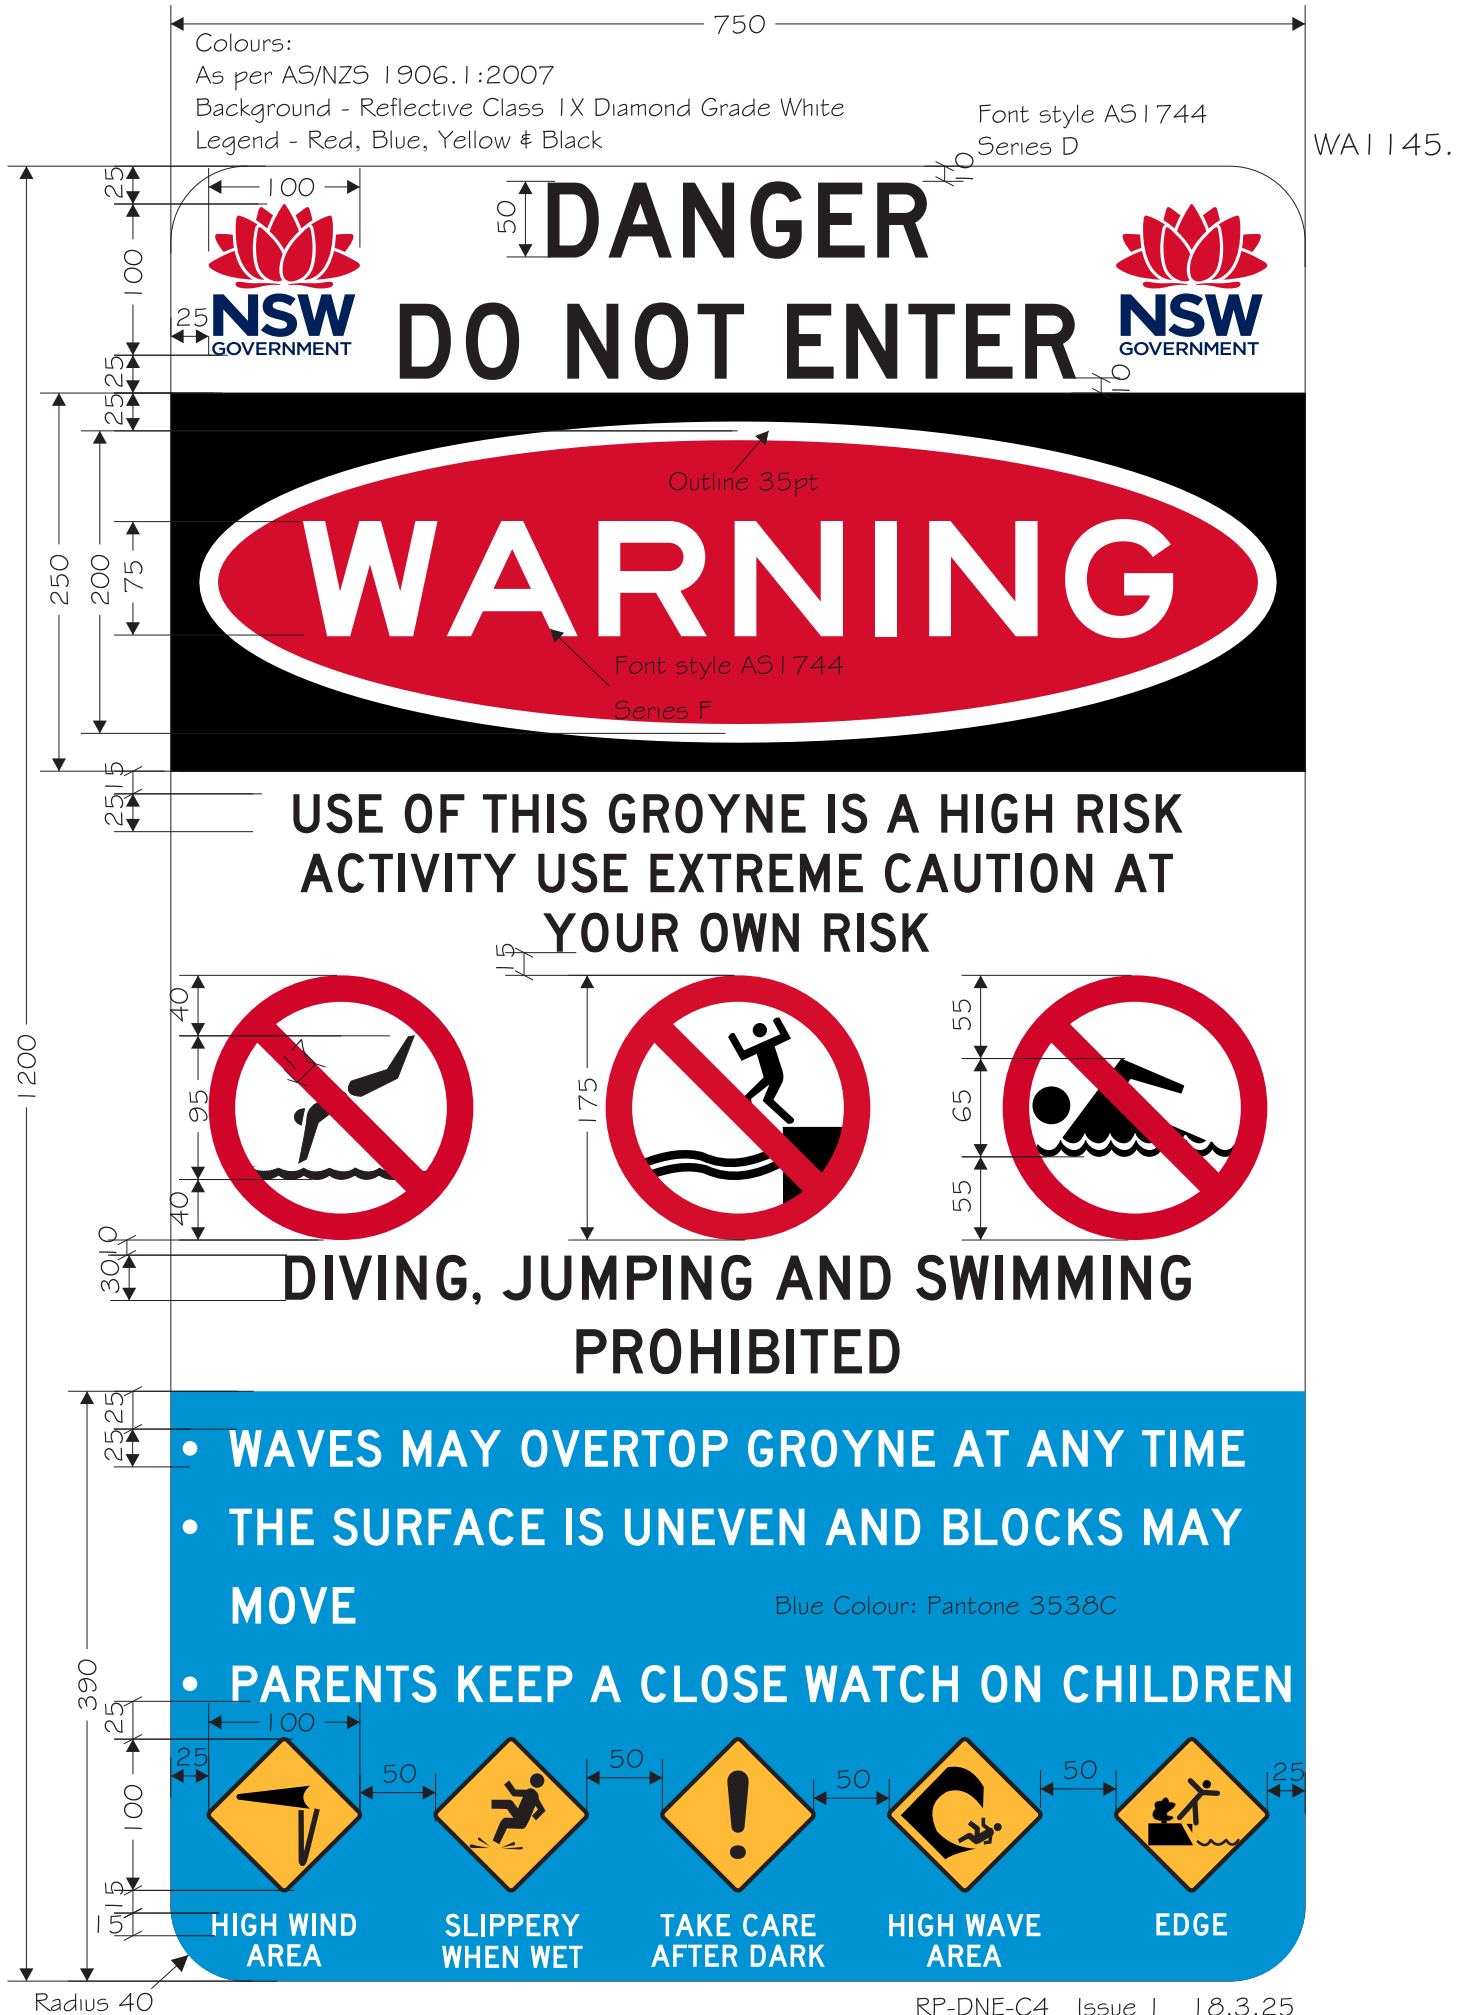 750
Colours:
As per AS/NZS 1906.1:2007
Background - Reflective Class 1X Diamond Grade White
Legend - Red, Blue, Yellow & Black
Font style AS1744
Series D
WA1145.
25
100
10
50
DANGER
100
25
NSW
GOVERNMENT
NSW
GOVERNMENT
DO NOT ENTER
25
10
25
Outline 35pt
WARNING
250
200
75
Font style AS1744
Series F
15
25
USE OF THIS GROYNE IS A HIGH RISK
ACTIVITY USE EXTREME CAUTION AT
YOUR OWN RISK
15
40
95
40
17
175
55
65
55
1200
10
30
DIVING, JUMPING AND SWIMMING
PROHIBITED
25
25
• WAVES MAY OVERTOP GROYNE AT ANY TIME
• THE SURFACE IS UNEVEN AND BLOCKS MAY
MOVE
Blue Colour: Pantone 3538C
• PARENTS KEEP A CLOSE WATCH ON CHILDREN
390
25
100
25
50
50
50
50
25
100
15
15
HIGH WIND
AREA
SLIPPERY
WHEN WET
TAKE CARE
AFTER DARK
HIGH WAVE
AREA
EDGE
Radius 40
RP-DNE-C4 Issue 1 18.3.25